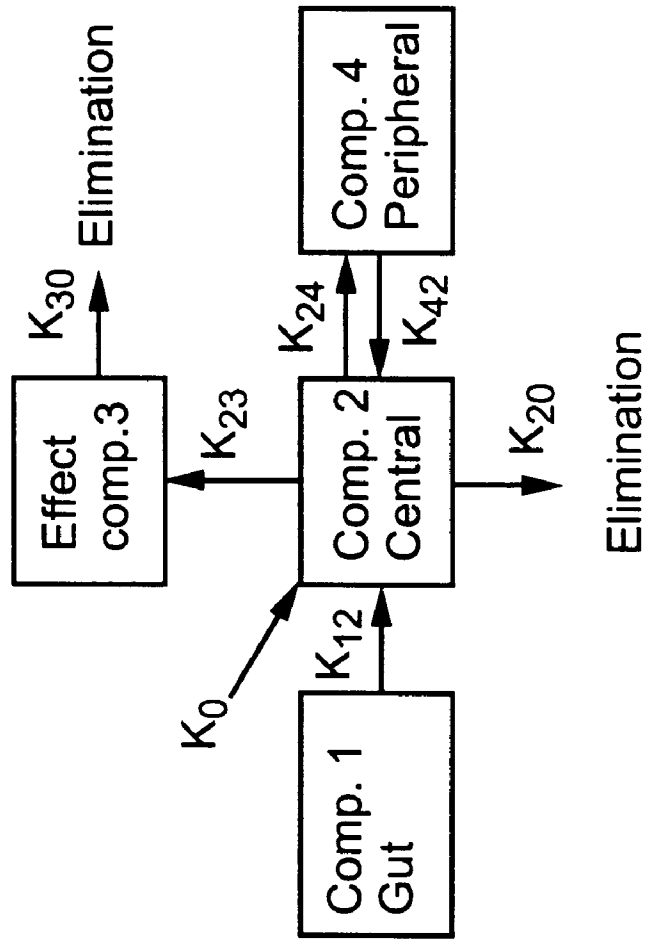 Effect
comp.3
K30
Elimination
K23
K0
Comp. 1
Gut
K12
Comp. 2
Central
K24
K42
Comp. 4
Peripheral
K20
Elimination